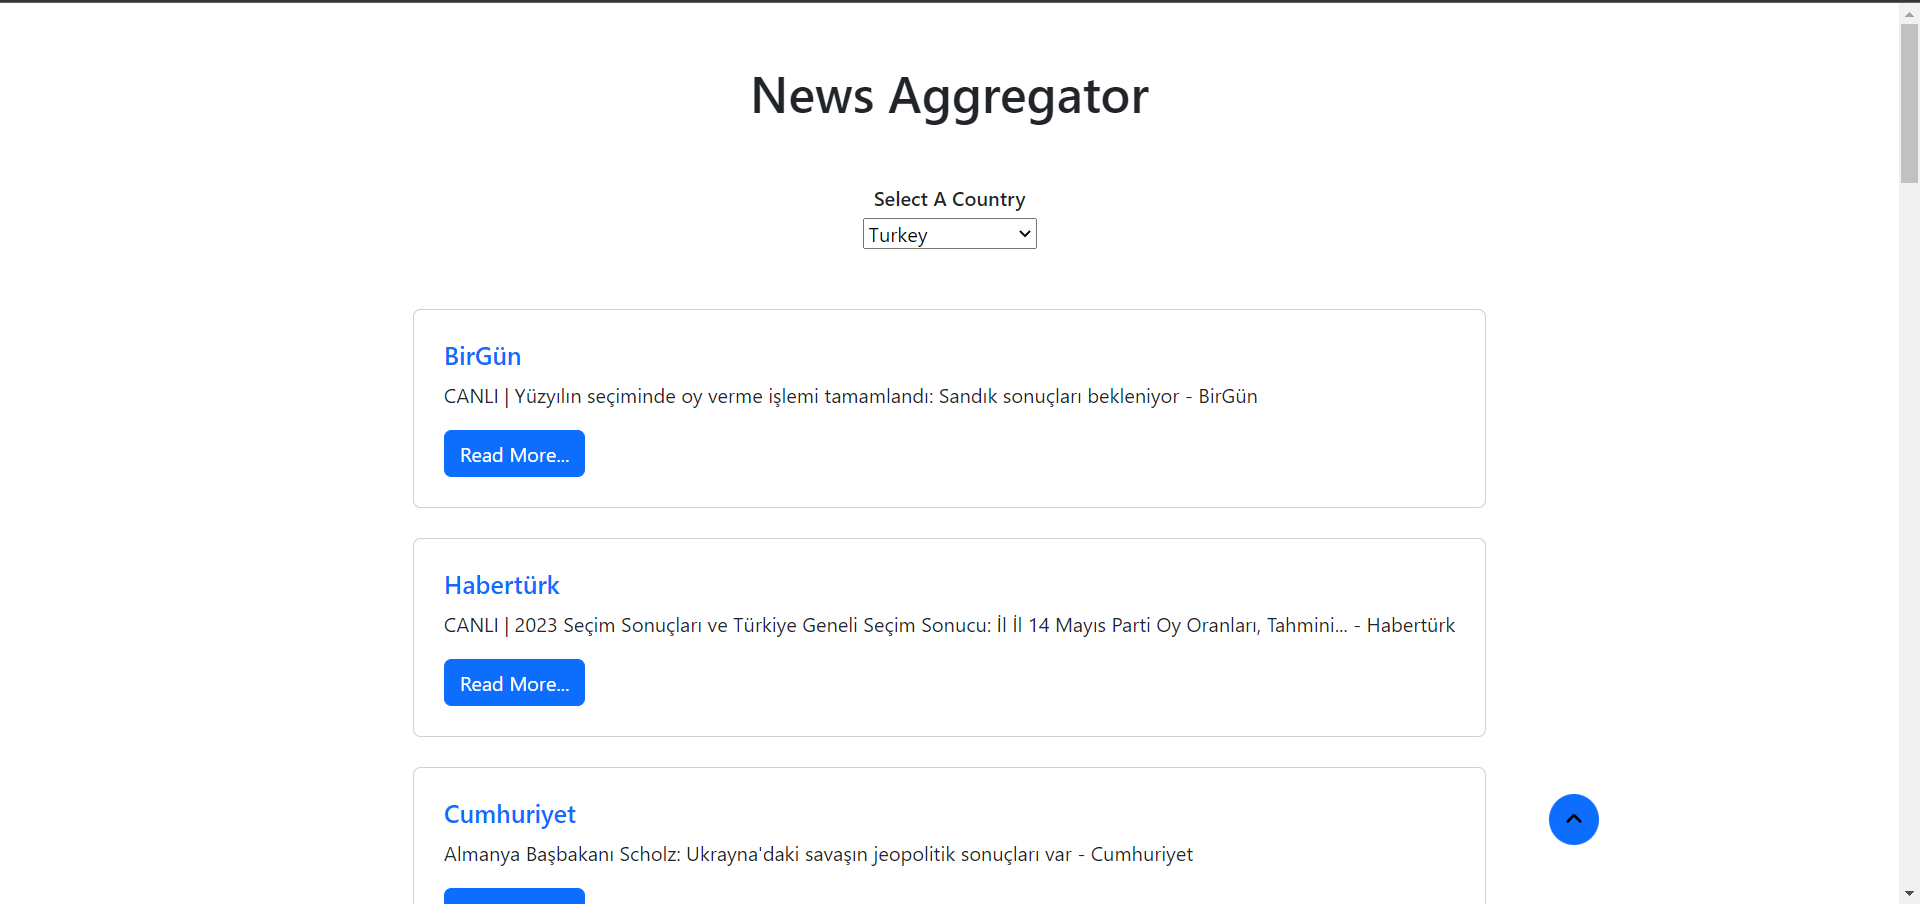 News Aggregator
Select A Country
Turkey
BirGün
CANLI | Yüzyılın seçiminde oy verme işlemi tamamlandı: Sandık sonuçları bekleniyor - BirGün
Read More...
Habertürk
CANLI | 2023 Seçim Sonuçları ve Türkiye Geneli Seçim Sonucu: İl İl 14 Mayıs Parti Oy Oranları, Tahmini... - Habertürk
Read More...
Cumhuriyet
Almanya Başbakanı Scholz: Ukrayna'daki savaşın jeopolitik sonuçları var - Cumhuriyet